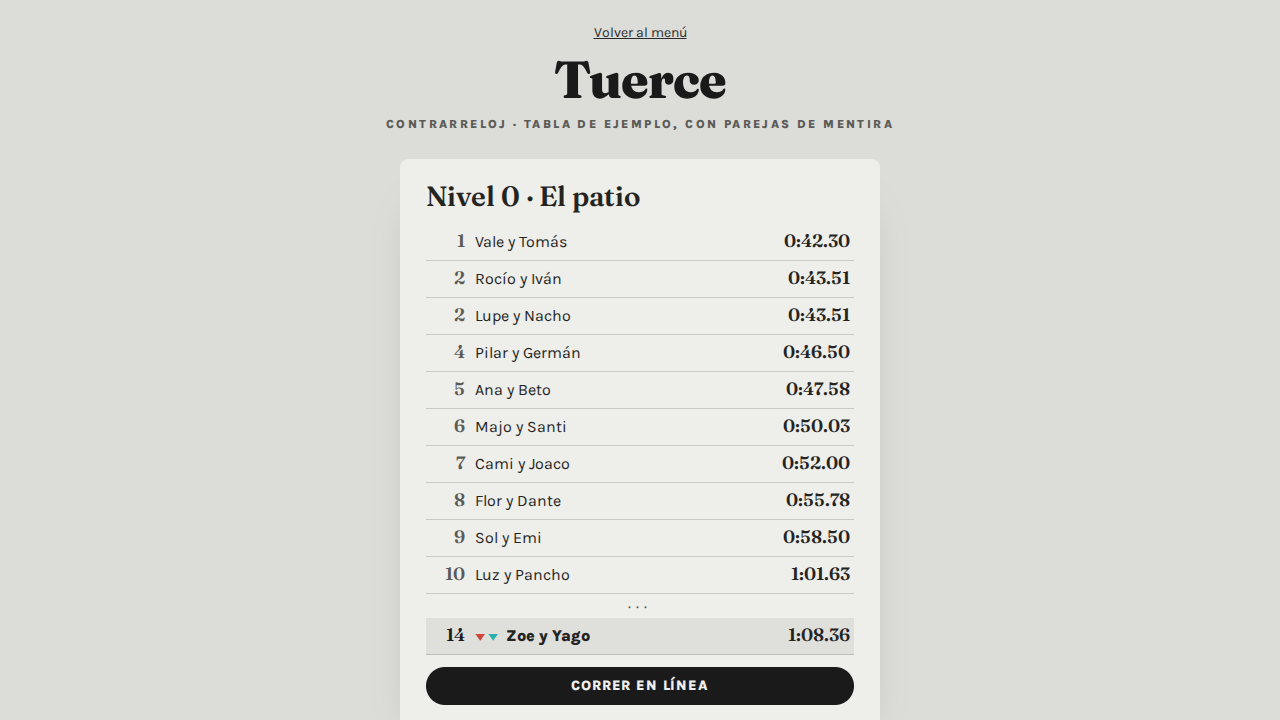 Volver al menú
Tuerce
CONTRARRELOJ · TABLA DE EJEMPLO, CON PAREJAS DE MENTIRA
Nivel 0 · El patio
1 Vale y Tomás 0:42.30
2 Rocío y Iván 0:43.51
2 Lupe y Nacho 0:43.51
4 Pilar y Germán 0:46.50
5 Ana y Beto 0:47.58
6 Majo y Santi 0:50.03
7 Cami y Joaco 0:52.00
8 Flor y Dante 0:55.78
9 Sol y Emi 0:58.50
10 Luz y Pancho 1:01.63
···
14 Zoe y Yago 1:08.36
CORRER EN LÍNEA